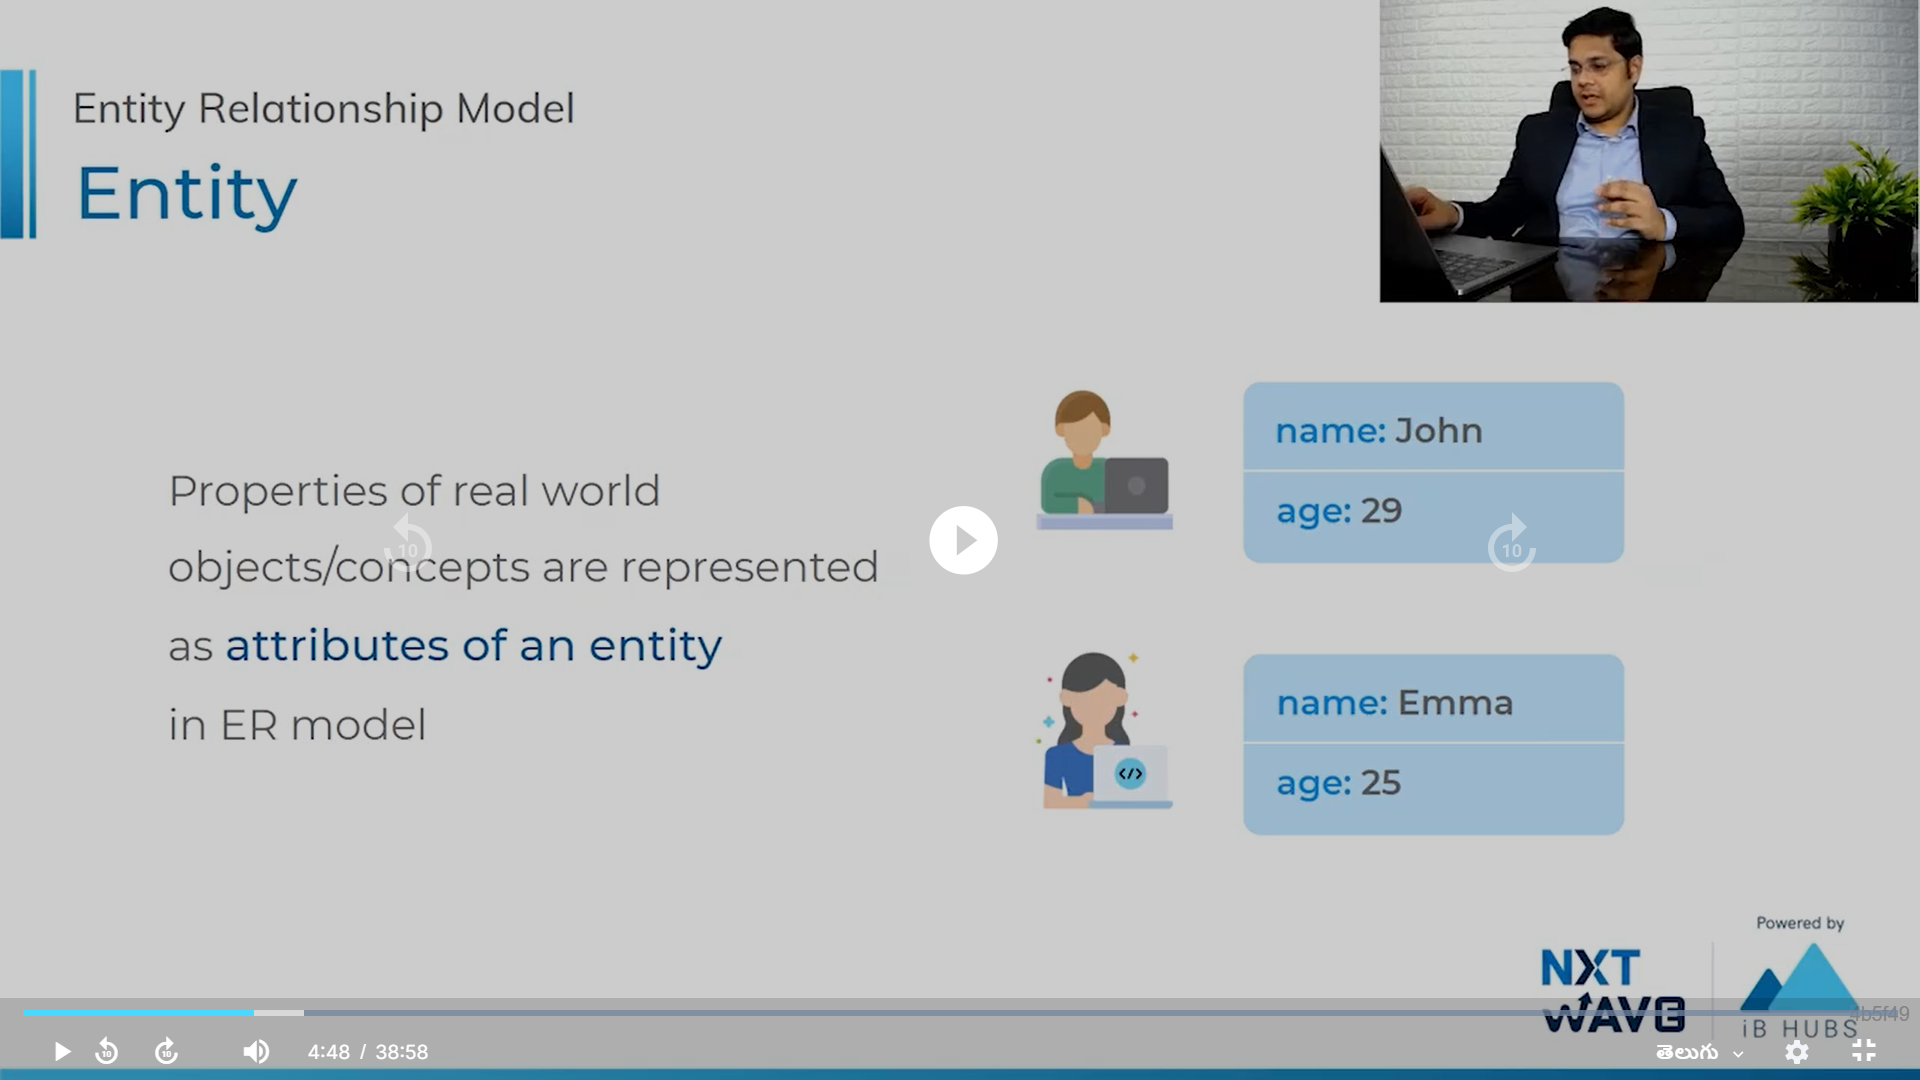 Entity Relationship Model
Entity
Properties of real world
objects/concepts are represented
as attributes of an entity
in ER model
name: John
age: 29
name: Emma
age: 25
10
10
</>
Powered by
NXT
WAVE
iB HUBS
4b5f49
10
10
4:48 / 38:58
తెలుగు